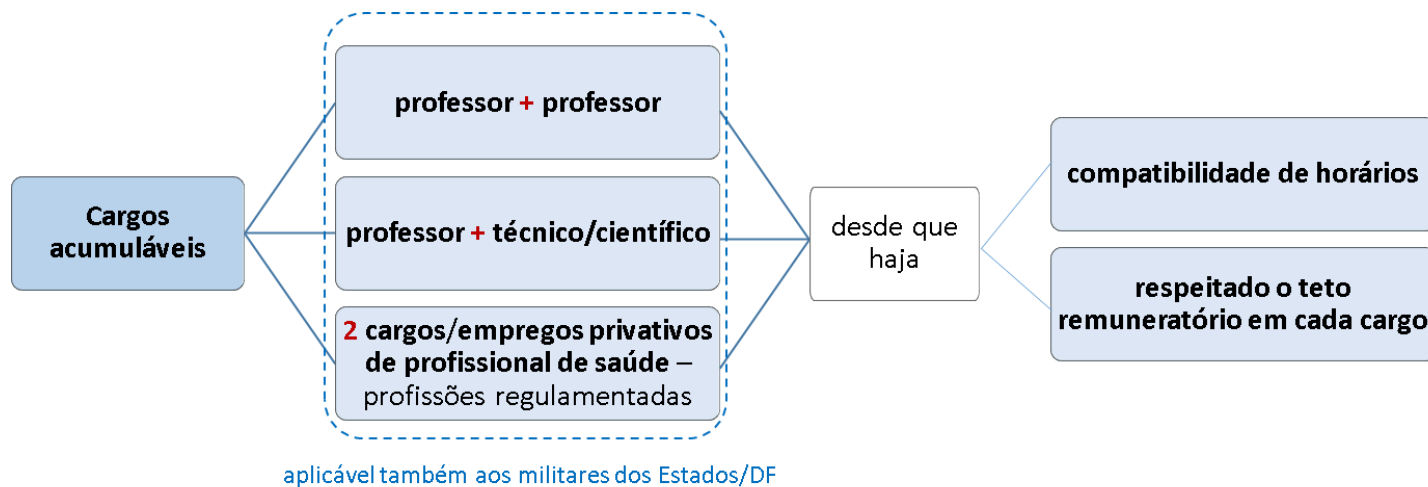 Cargos
acumuláveis
professor + professor
professor + técnico/científico
2 cargos/empregos privativos
de profissional de saúde –
profissões regulamentadas
aplicável também aos militares dos Estados/DF
desde que
haja
compatibilidade de horários
respeitado o teto
remuneratório em cada cargo